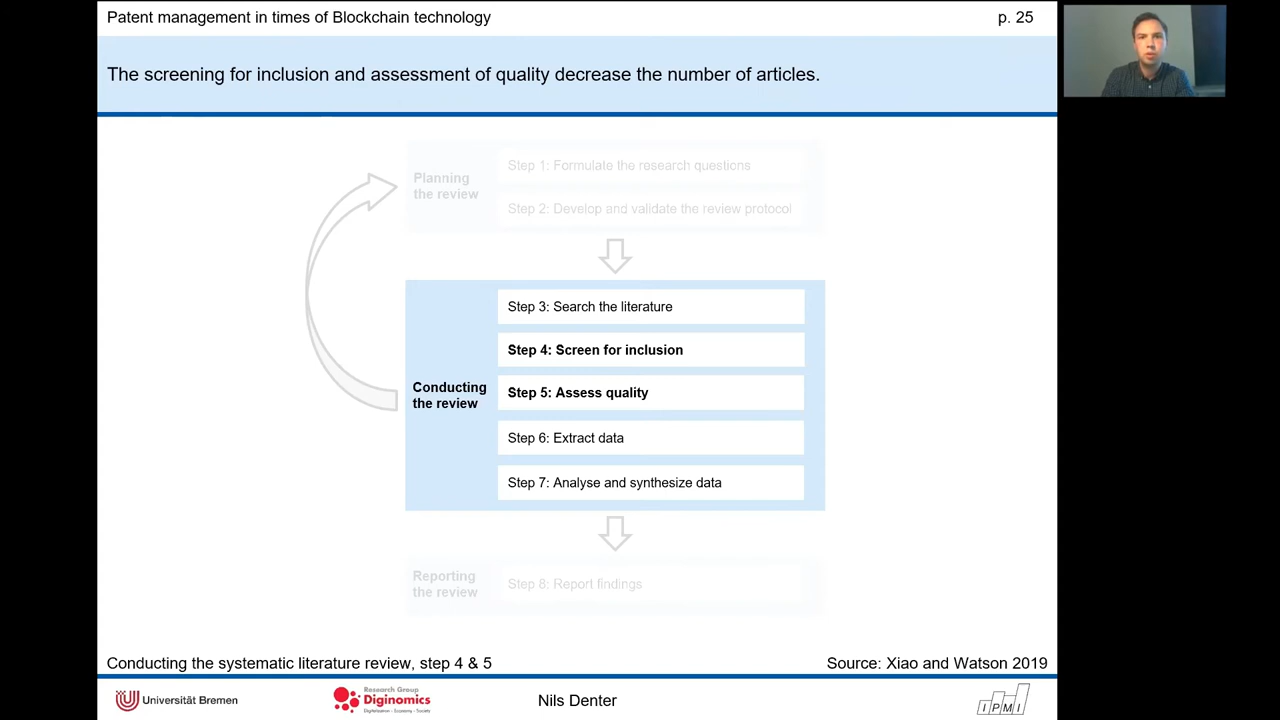 Patent management in times of Blockchain technology
p. 25
The screening for inclusion and assessment of quality decrease the number of articles.
Planning
the review
Step 1: Formulate the research questions
Step 2: Develop and validate the review protocol
Conducting
the review
Step 3: Search the literature
Step 4: Screen for inclusion
Step 5: Assess quality
Step 6: Extract data
Step 7: Analyse and synthesize data
Reporting
the review
Step 8: Report findings
Conducting the systematic literature review, step 4 & 5
Source: Xiao and Watson 2019
Universität Bremen
Research Group
Diginomics
Digitalization - Economy - Society
Nils Denter
IPMI